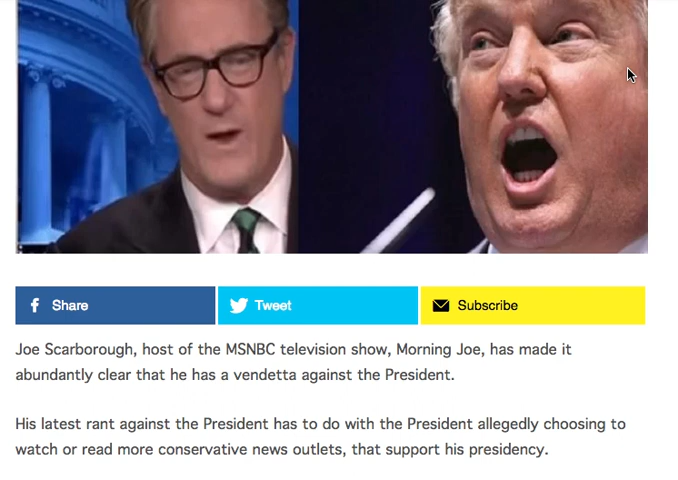 Share
Tweet
Subscribe
Joe Scarborough, host of the MSNBC television show, Morning Joe, has made it
abundantly clear that he has a vendetta against the President.
His latest rant against the President has to do with the President allegedly choosing to
watch or read more conservative news outlets, that support his presidency.